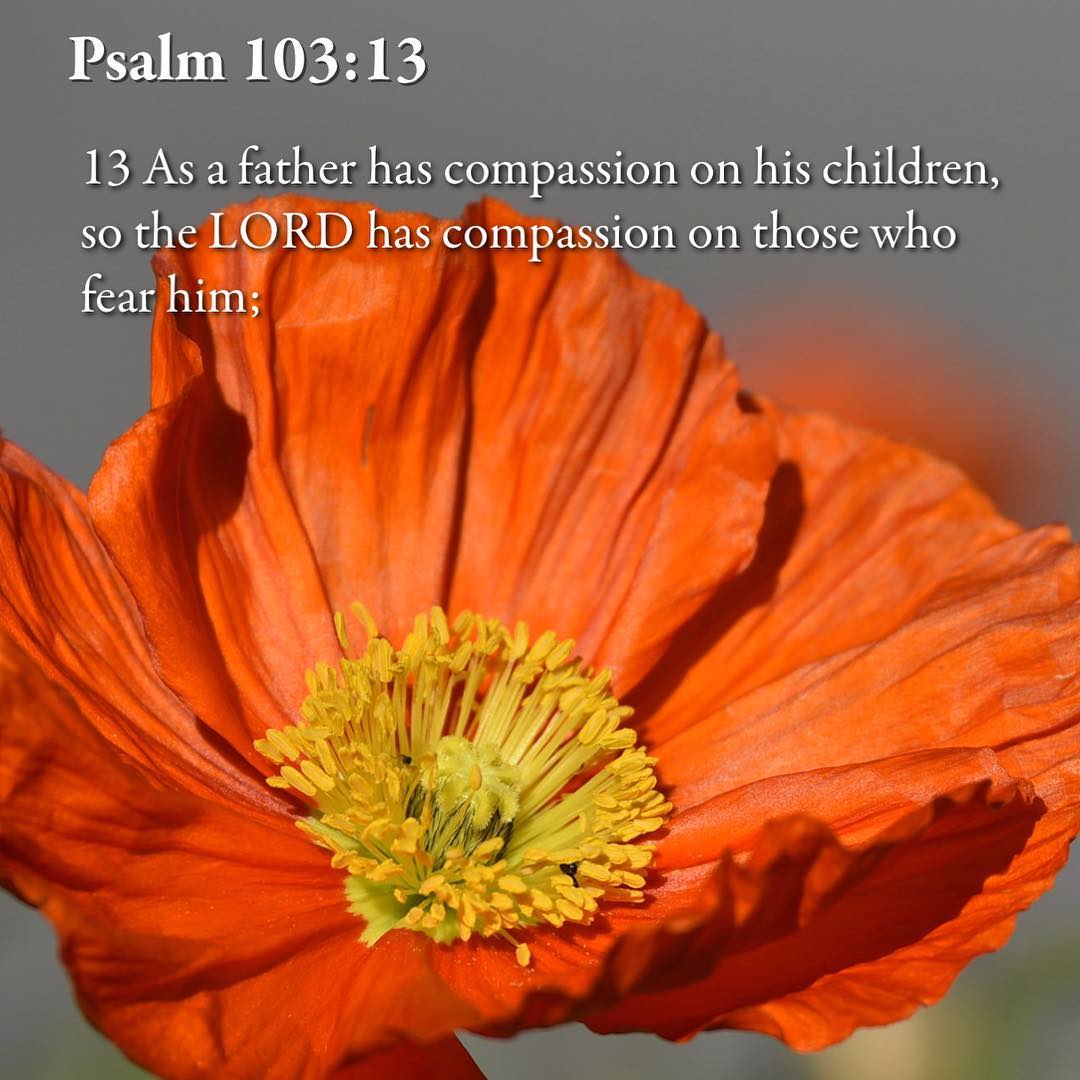 Psalm 103:13
13 As a father has compassion on his children,
so the LORD has compassion on those who
fear him;